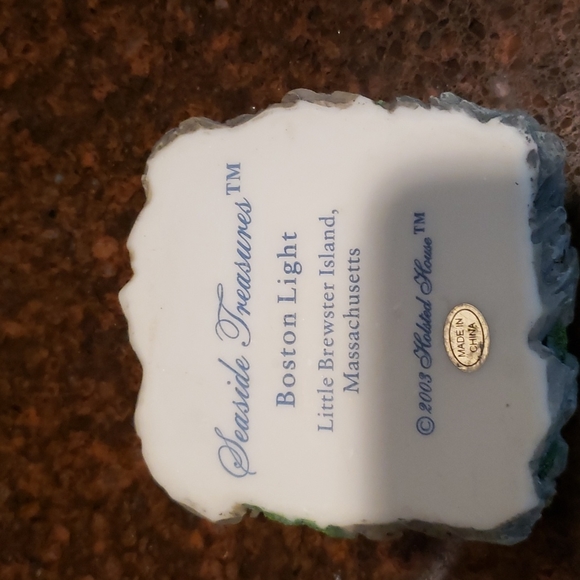 Seaside Treasures™
Boston Light
Little Brewster Island,
Massachusetts
©2003 Holsted House™
MADE IN
CHINA